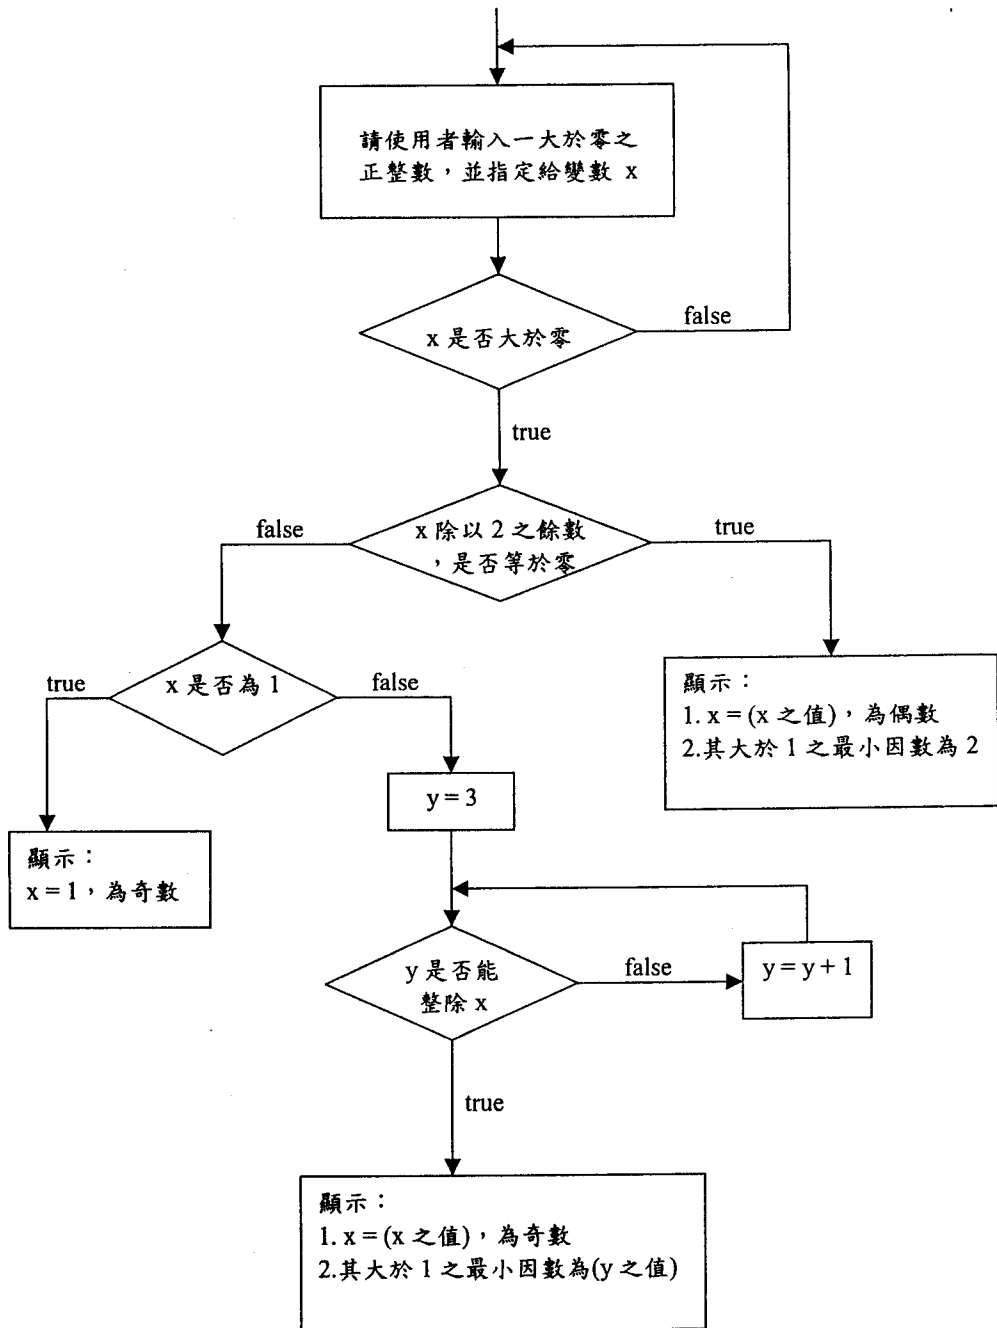 請使用者輸入一大於零之
正整數，並指定給變數 x
x 是否大於零
false
true
x 除以 2 之餘數
，是否等於零
false
true
x 是否為 1
true
false
顯示：
1. x = (x 之值)，為偶數
2.其大於 1 之最小因數為 2
y = 3
顯示：
x = 1，為奇數
y 是否能
整除 x
false
y = y + 1
true
顯示：
1. x = (x 之值)，為奇數
2.其大於 1 之最小因數為(y 之值)